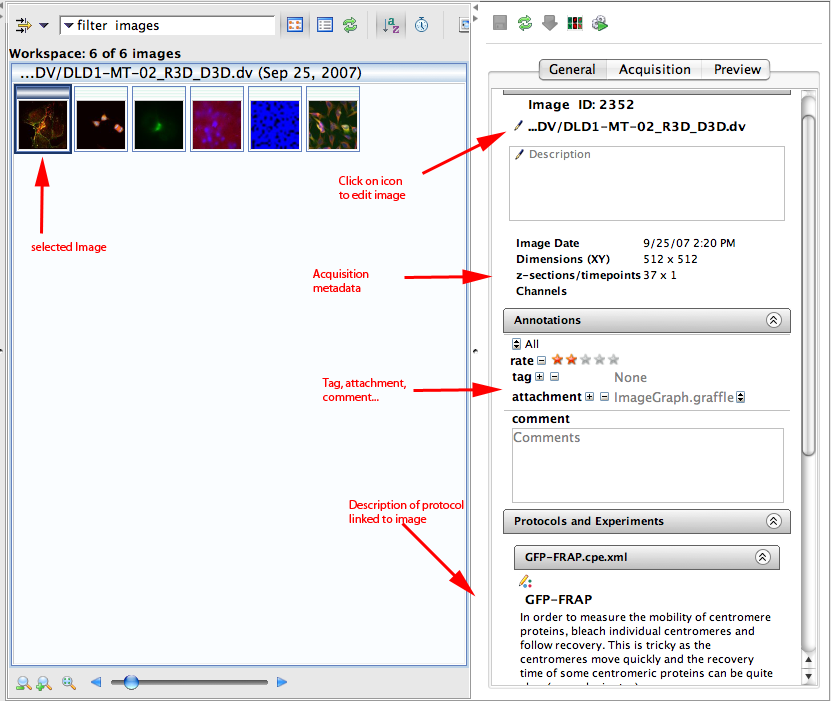 filter images
Workspace: 6 of 6 images
...DV/DLD1-MT-02_R3D_D3D.dv (Sep 25, 2007)
selected Image
Click on icon
to edit image
Acquisition
metadata
Tag, attachment,
comment...
Description of protocol
linked to image
General Acquisition Preview
Image ID: 2352
...DV/DLD1-MT-02_R3D_D3D.dv
Description
Image Date 9/25/07 2:20 PM
Dimensions (XY) 512 x 512
z-sections/timepoints 37 x 1
Channels
Annotations
All
rate
tag None
attachment ImageGraph.graffle
comment
Comments
Protocols and Experiments
GFP-FRAP.cpe.xml
GFP-FRAP
In order to measure the mobility of centromere
proteins, bleach individual centromeres and
follow recovery. This is tricky as the
centromeres move quickly and the recovery
time of some centromeric proteins can be quite